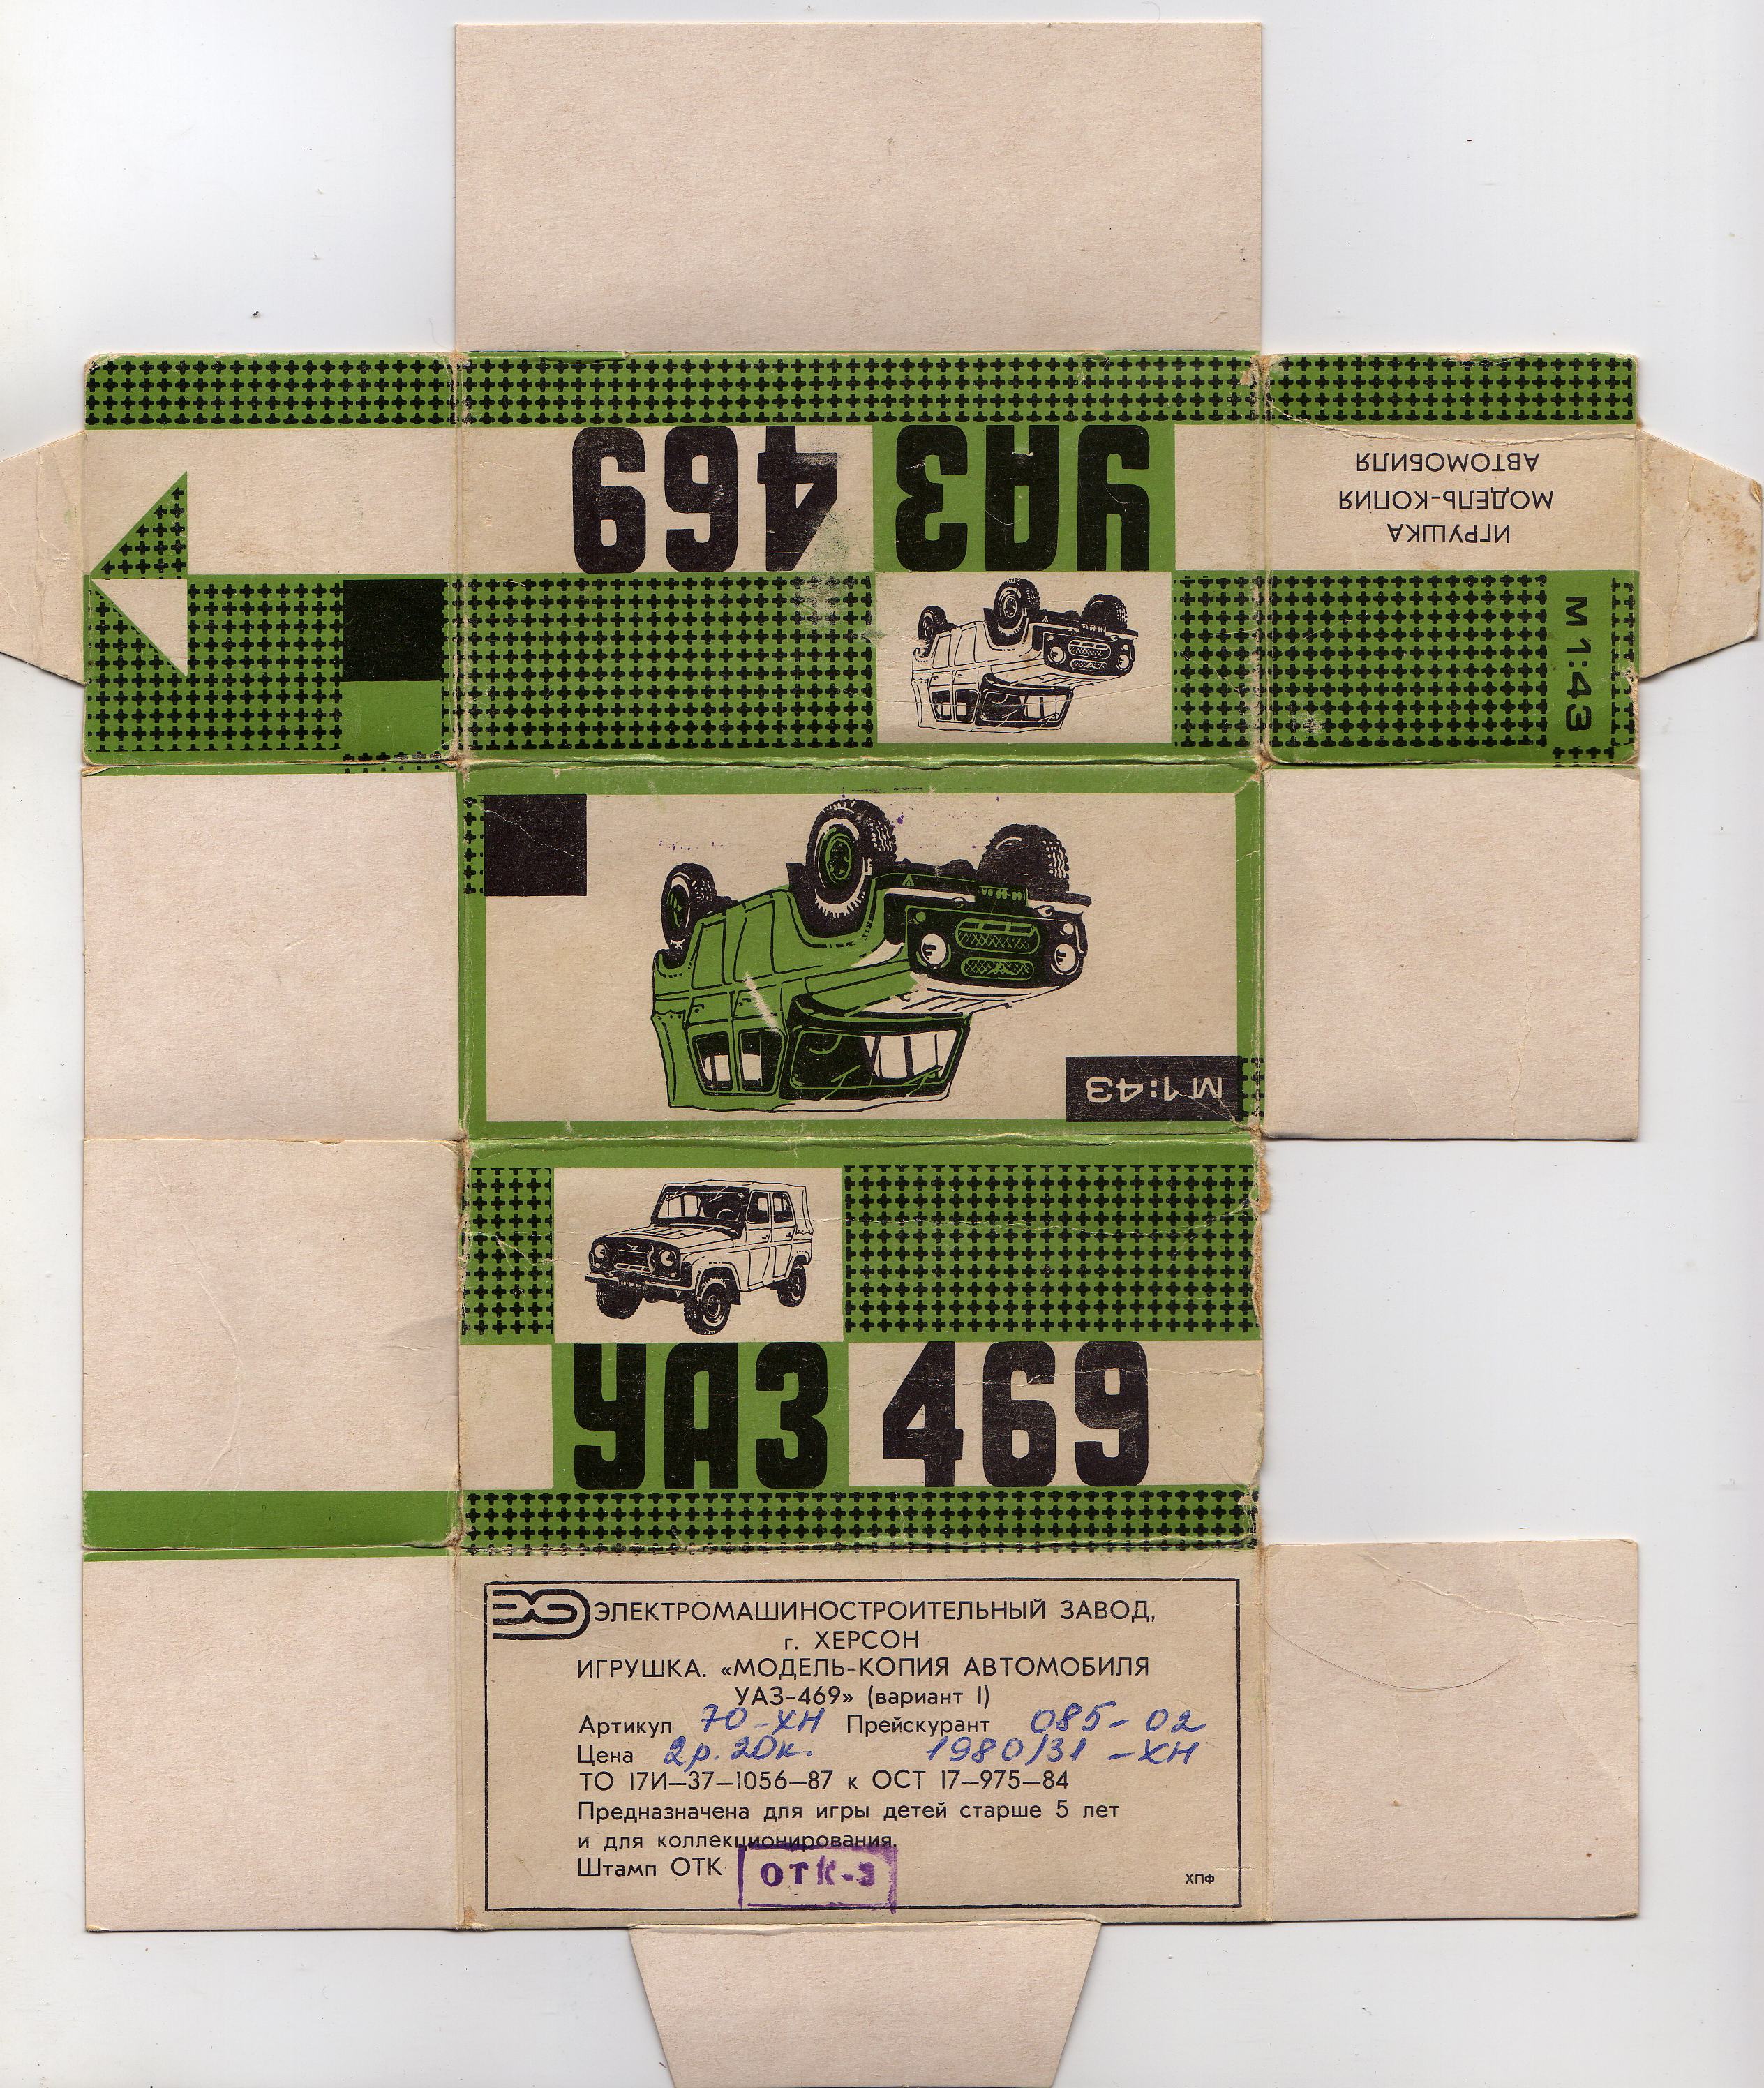 УАЗ 469
ИГРУШКА
МОДЕЛЬ-КОПИЯ
АВТОМОБИЛЯ
М 1:43
М 1:43
УАЗ 469
ЭЛЕКТРОМАШИНОСТРОИТЕЛЬНЫЙ ЗАВОД,
г. ХЕРСОН
ИГРУШКА. «МОДЕЛЬ-КОПИЯ АВТОМОБИЛЯ
УАЗ-469» (вариант I)
Артикул 70-ХН Прейскурант 085-02
Цена 2р. 20к. 1980/31-ХН
ТО 17И—37—1056—87 к ОСТ 17—975—84
Предназначена для игры детей старше 5 лет
и для коллекционирования.
Штамп ОТК ОТК-3
ХПФ